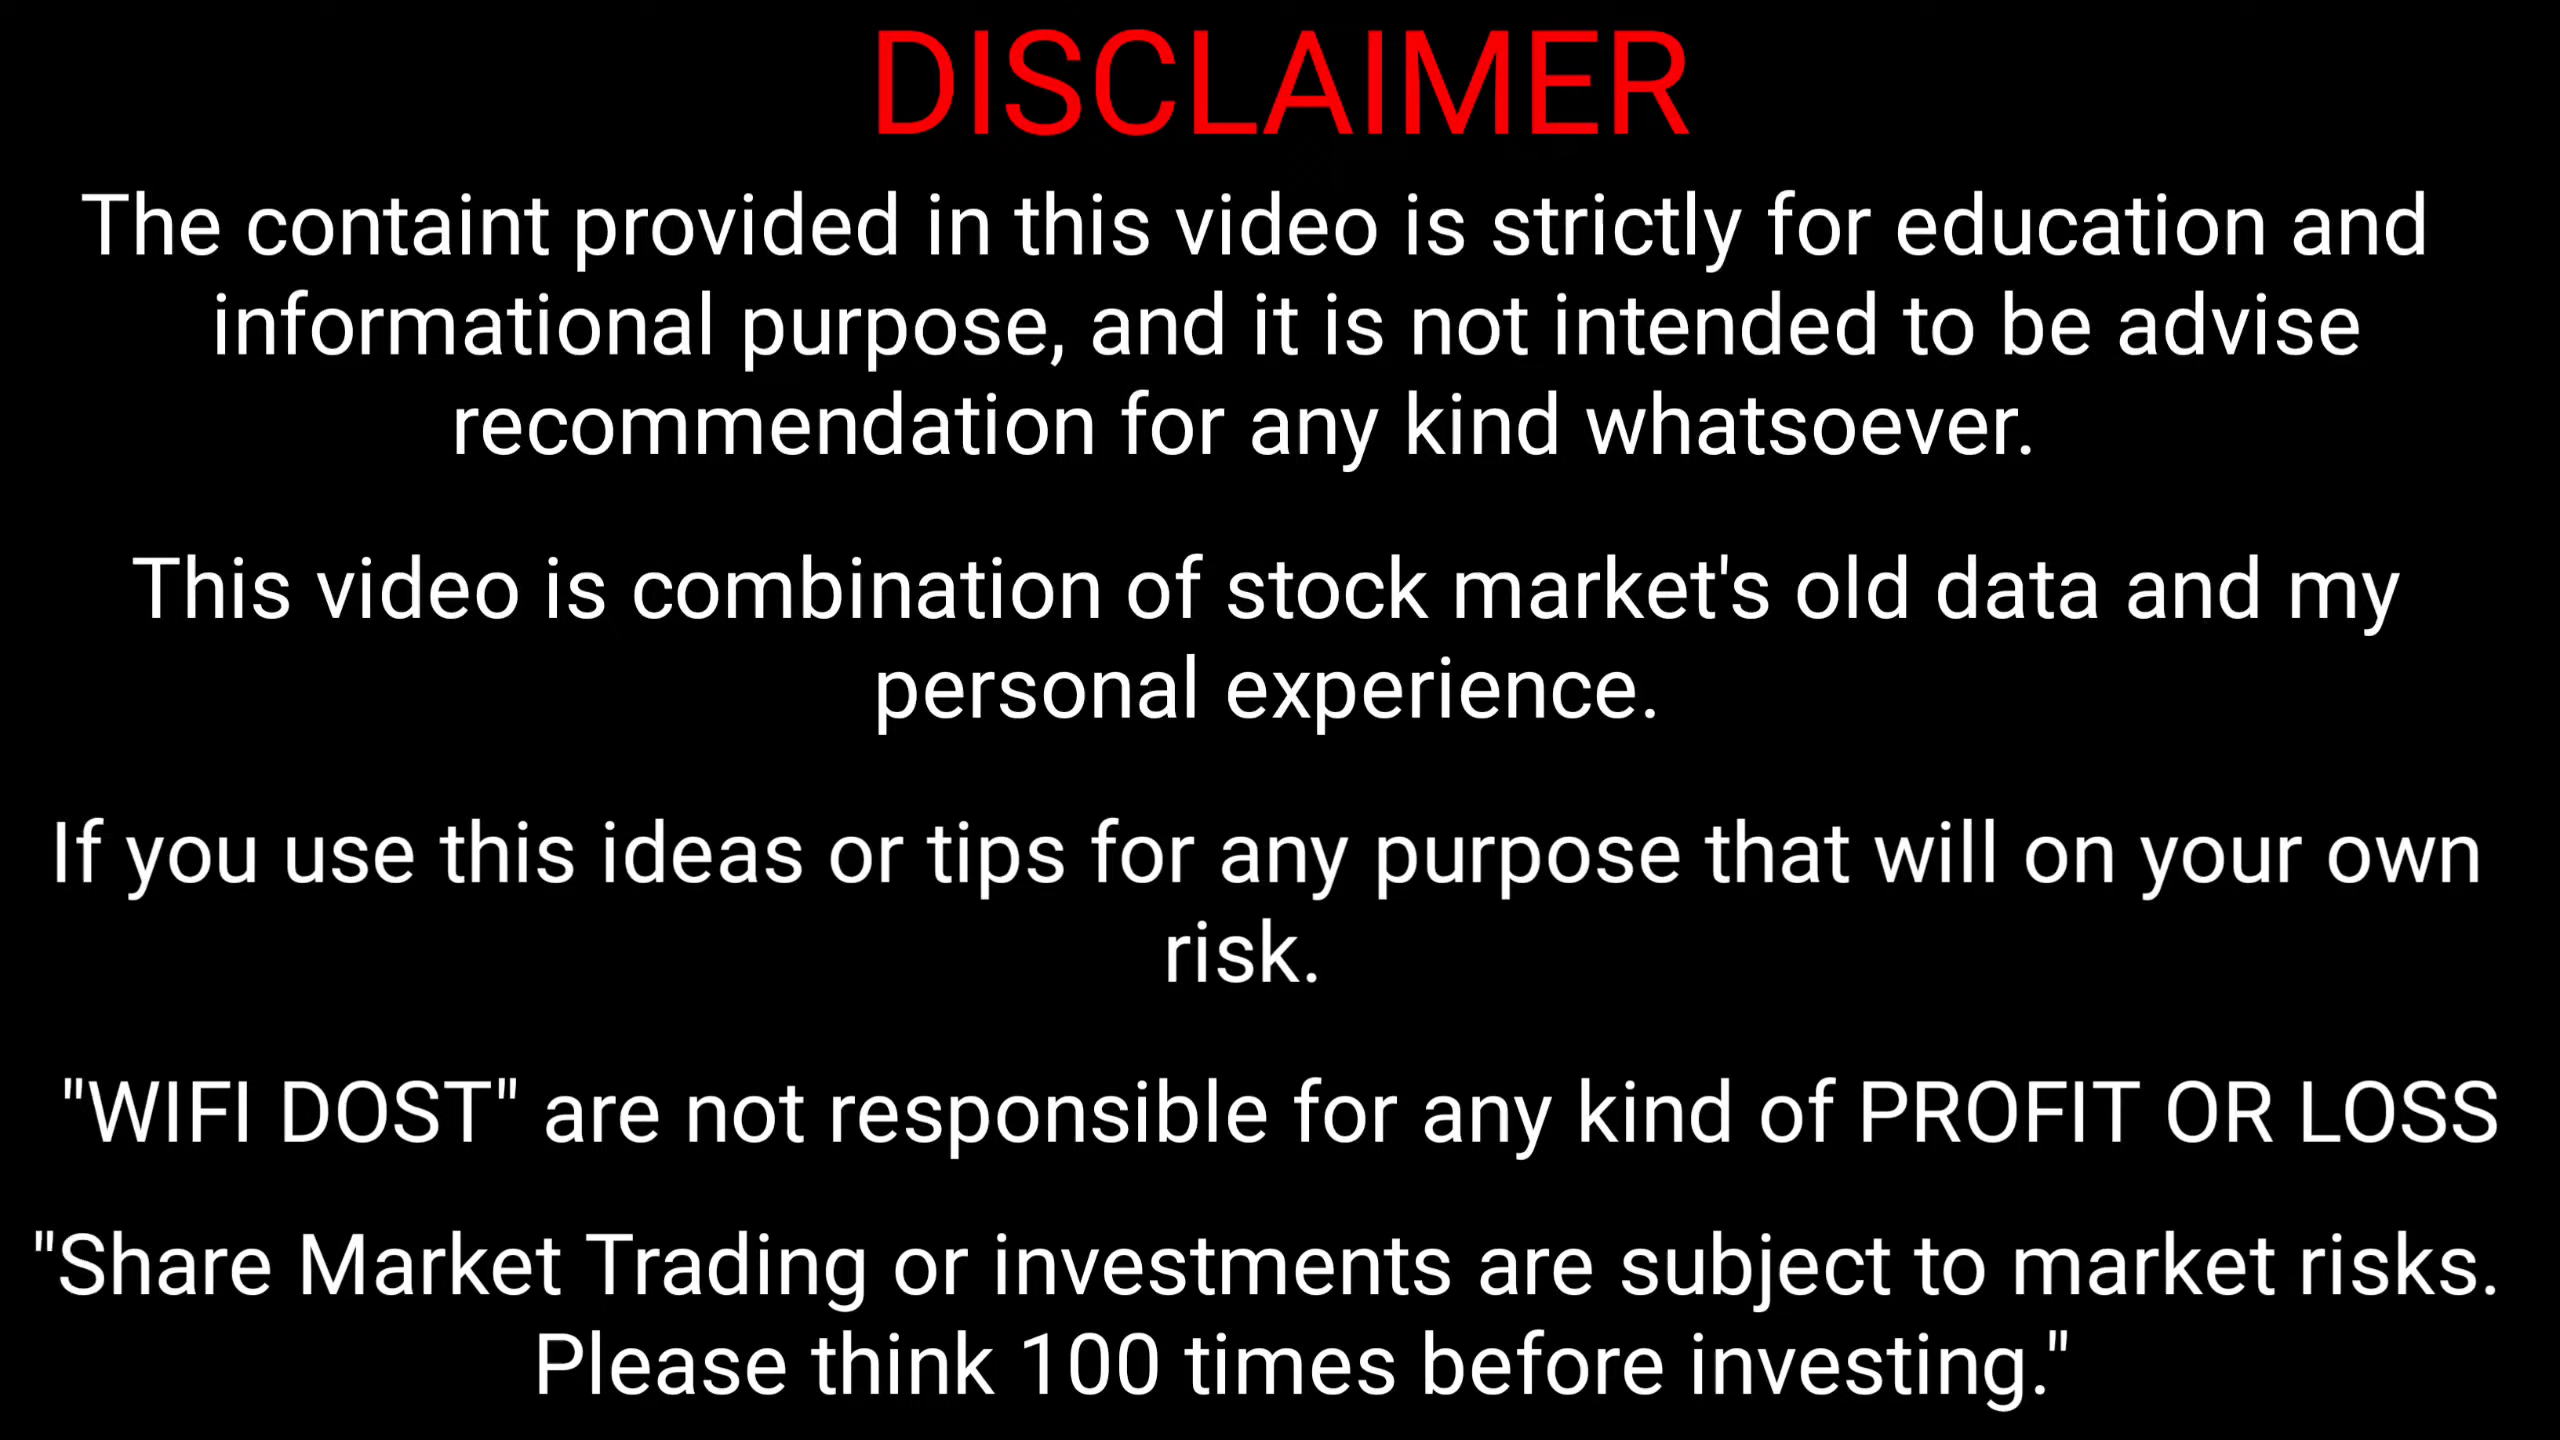 DISCLAIMER
The containt provided in this video is strictly for education and
informational purpose, and it is not intended to be advise
recommendation for any kind whatsoever.
This video is combination of stock market's old data and my
personal experience.
If you use this ideas or tips for any purpose that will on your own
risk.
"WIFI DOST" are not responsible for any kind of PROFIT OR LOSS
"Share Market Trading or investments are subject to market risks.
Please think 100 times before investing."